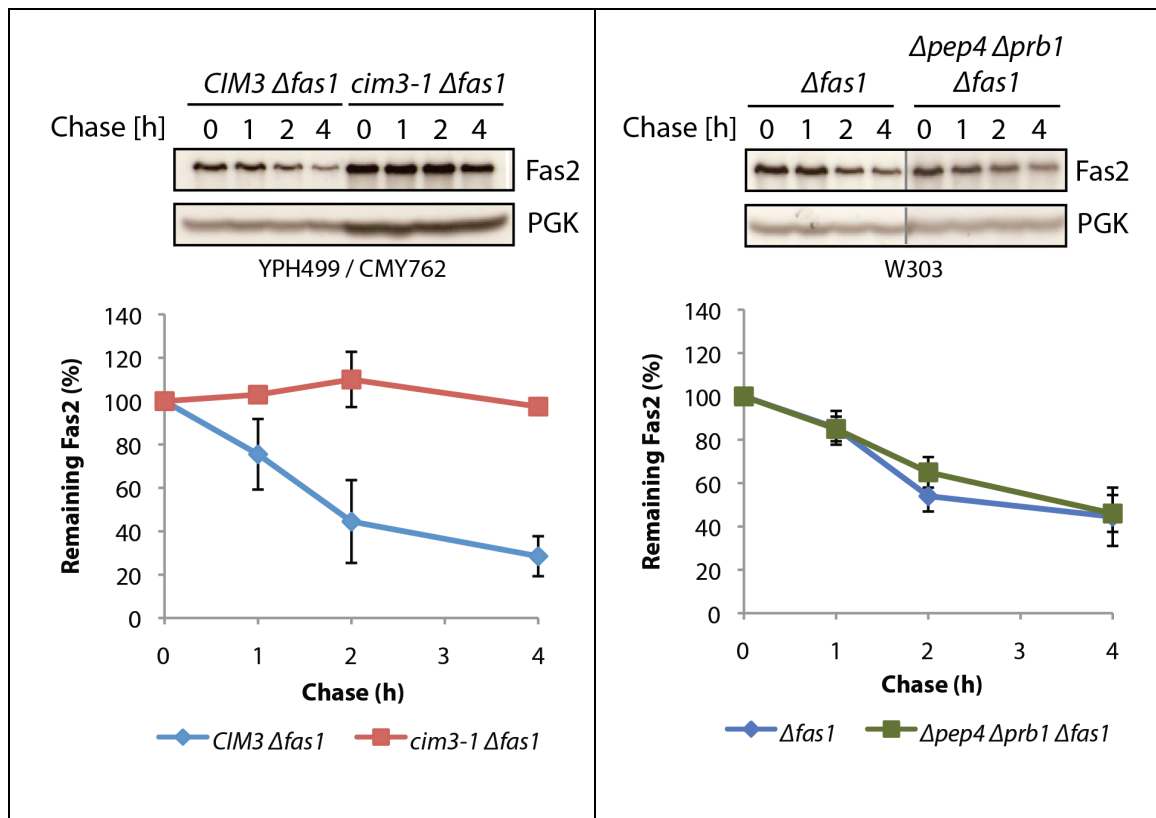 CIM3 Δfas1 cim3-1 Δfas1
Chase [h] 0 1 2 4 0 1 2 4
Fas2
PGK
YPH499 / CMY762
140
120
100
80
60
40
20
0
Remaining Fas2 (%)
0 1 2 3 4
Chase (h)
CIM3 Δfas1 cim3-1 Δfas1
Δpep4 Δprb1
Δfas1 Δfas1
Chase [h] 0 1 2 4 0 1 2 4
Fas2
PGK
W303
140
120
100
80
60
40
20
0
Remaining Fas2 (%)
0 1 2 3 4
Chase (h)
Δfas1 Δpep4 Δprb1 Δfas1